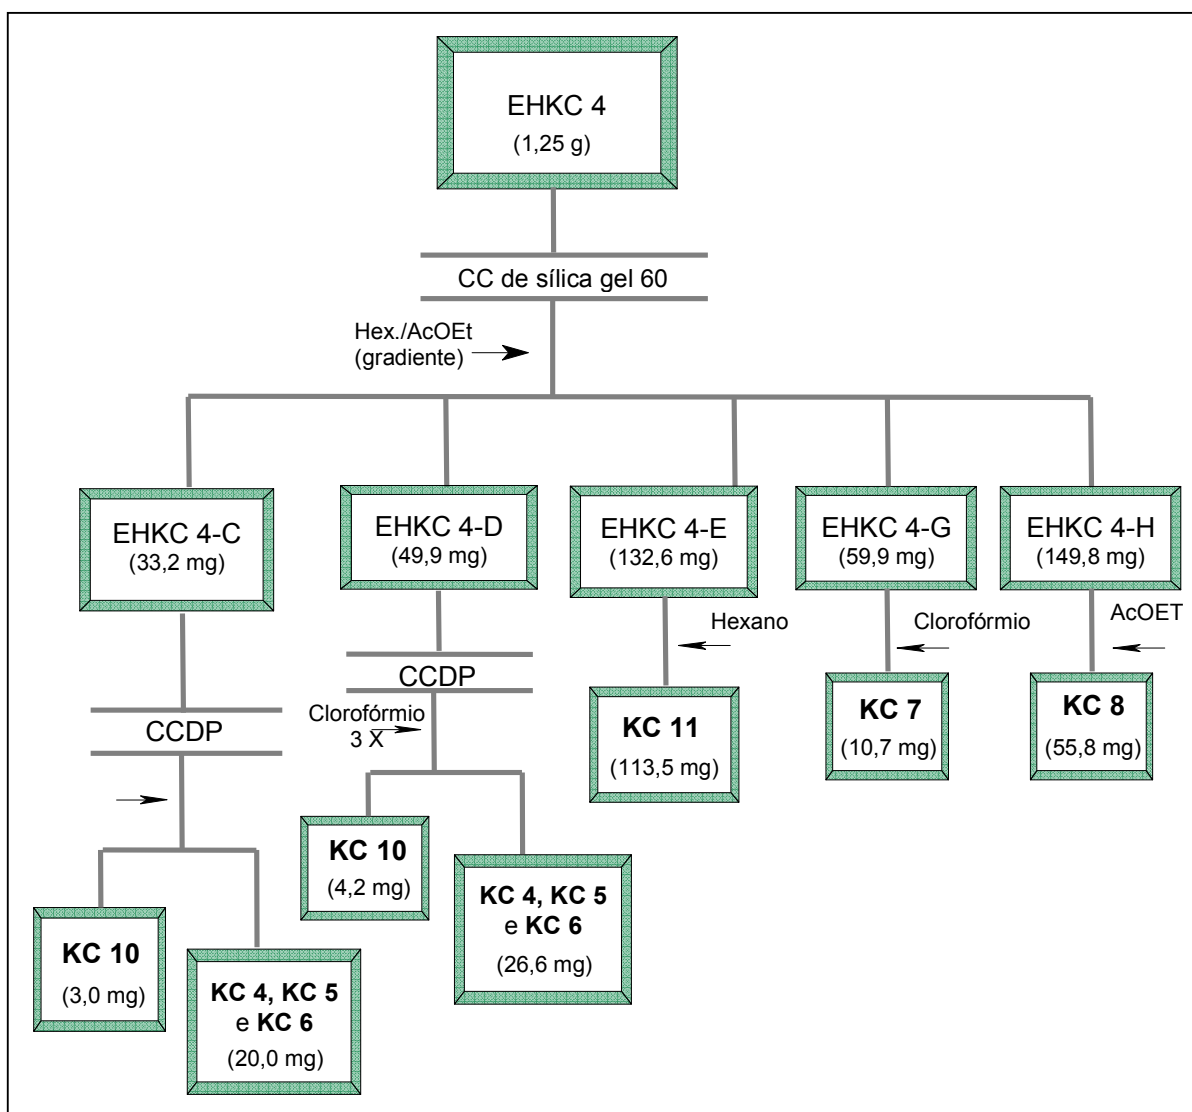 EHKC 4
(1,25 g)
CC de sílica gel 60
Hex./AcOEt
(gradiente)
EHKC 4-C
(33,2 mg)
EHKC 4-D
(49,9 mg)
EHKC 4-E
(132,6 mg)
EHKC 4-G
(59,9 mg)
EHKC 4-H
(149,8 mg)
Hexano
Clorofórmio
AcOET
CCDP
CCDP
Clorofórmio
3 X
KC 11
(113,5 mg)
KC 7
(10,7 mg)
KC 8
(55,8 mg)
KC 10
(4,2 mg)
KC 4, KC 5
e KC 6
(26,6 mg)
KC 10
(3,0 mg)
KC 4, KC 5
e KC 6
(20,0 mg)